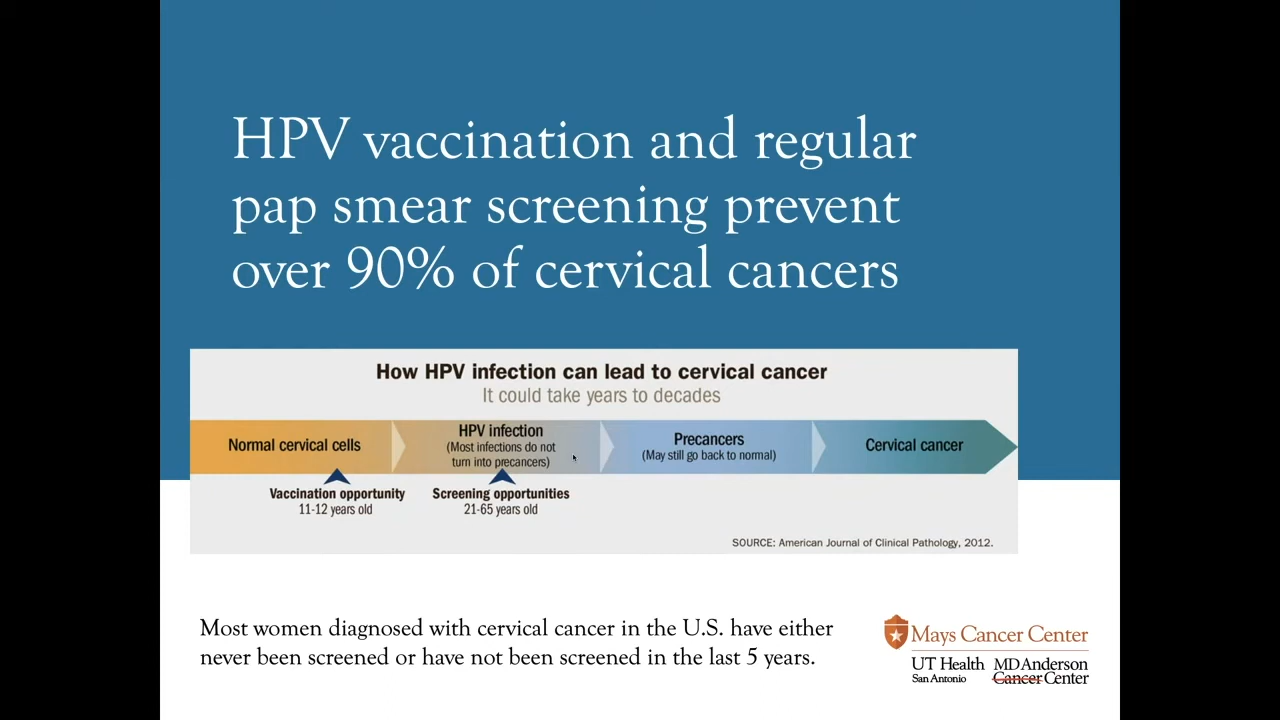 HPV vaccination and regular
pap smear screening prevent
over 90% of cervical cancers
How HPV infection can lead to cervical cancer
It could take years to decades
Normal cervical cells
HPV infection
(Most infections do not
turn into precancers)
Precancers
(May still go back to normal)
Cervical cancer
Vaccination opportunity
11-12 years old
Screening opportunities
21-65 years old
SOURCE: American Journal of Clinical Pathology, 2012.
Most women diagnosed with cervical cancer in the U.S. have either
never been screened or have not been screened in the last 5 years.
Mays Cancer Center
UT Health
San Antonio
MD Anderson
Cancer Center